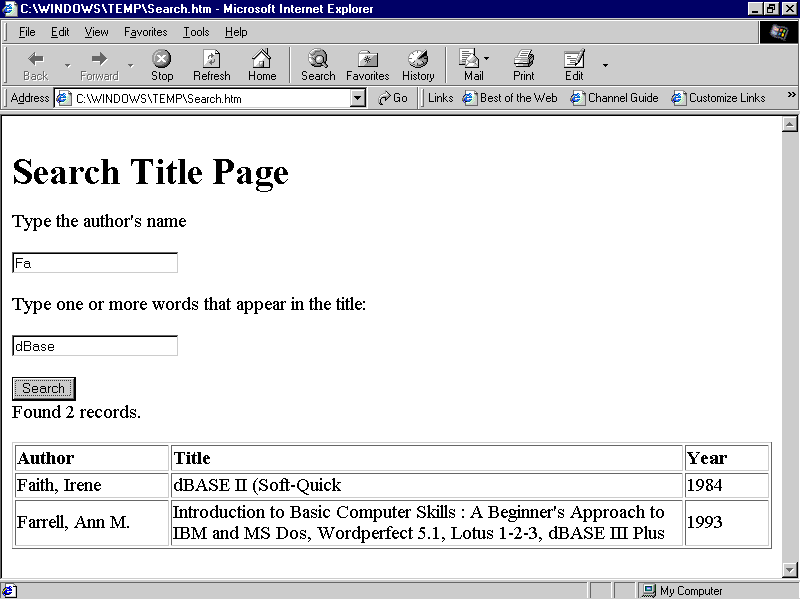 C:\WINDOWS\TEMP\Search.htm - Microsoft Internet Explorer
File Edit View Favorites Tools Help
Back Forward Stop Refresh Home Search Favorites History Mail Print Edit
Address C:\WINDOWS\TEMP\Search.htm Go Links Best of the Web Channel Guide Customize Links »
Search Title Page
Type the author's name
Fa
Type one or more words that appear in the title:
dBase
Search
Found 2 records.
Author Title Year
Faith, Irene dBASE II (Soft-Quick 1984
Farrell, Ann M. Introduction to Basic Computer Skills : A Beginner's Approach to
IBM and MS Dos, Wordperfect 5.1, Lotus 1-2-3, dBASE III Plus 1993
My Computer